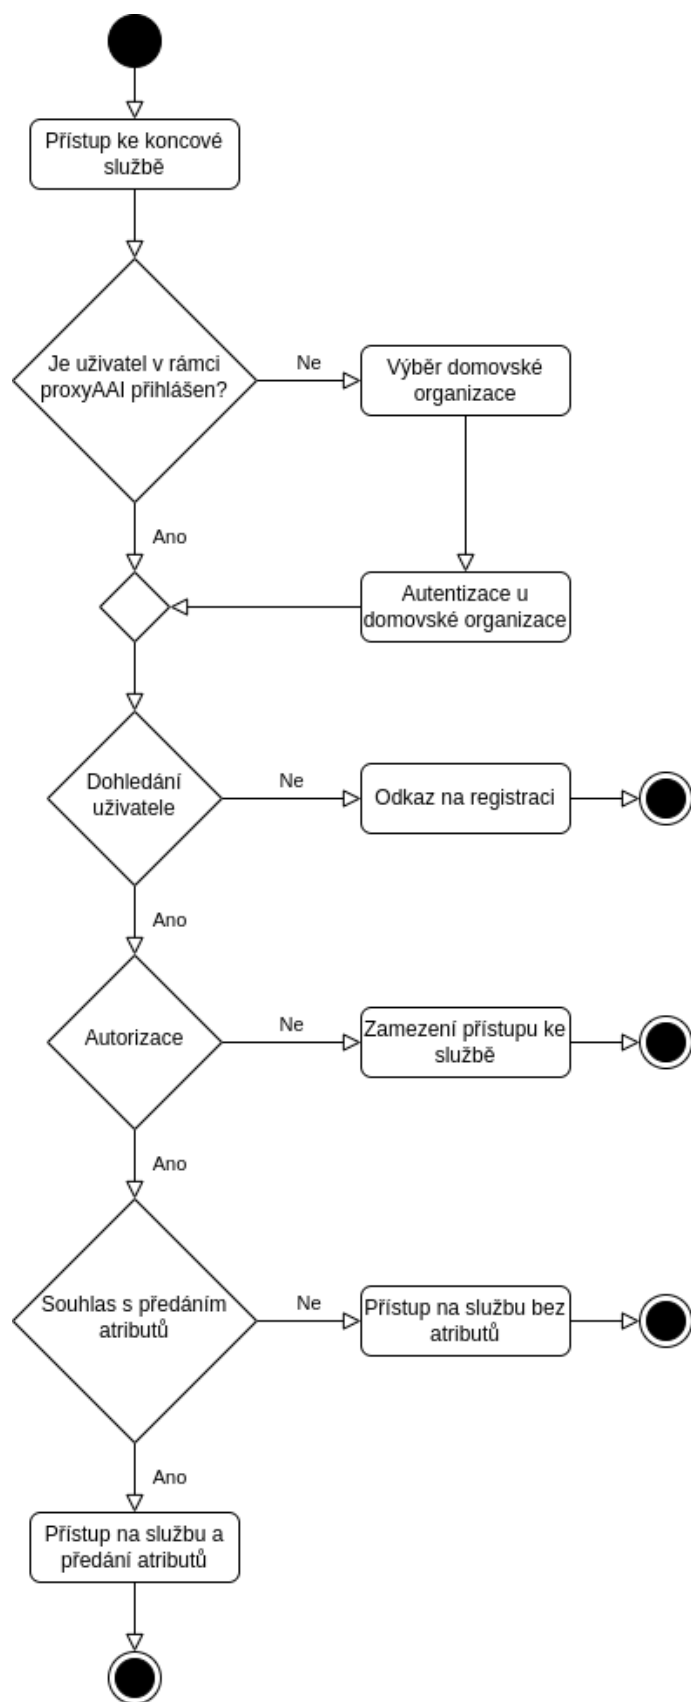 Přístup ke koncové
službě
Je uživatel v rámci
proxyAAI přihlášen?
Ne
Výběr domovské
organizace
Ano
Autentizace u
domovské organizace
Dohledání
uživatele
Ne
Odkaz na registraci
Ano
Autorizace
Ne
Zamezení přístupu ke
službě
Ano
Souhlas s předáním
atributů
Ne
Přístup na službu bez
atributů
Ano
Přístup na službu a
předání atributů